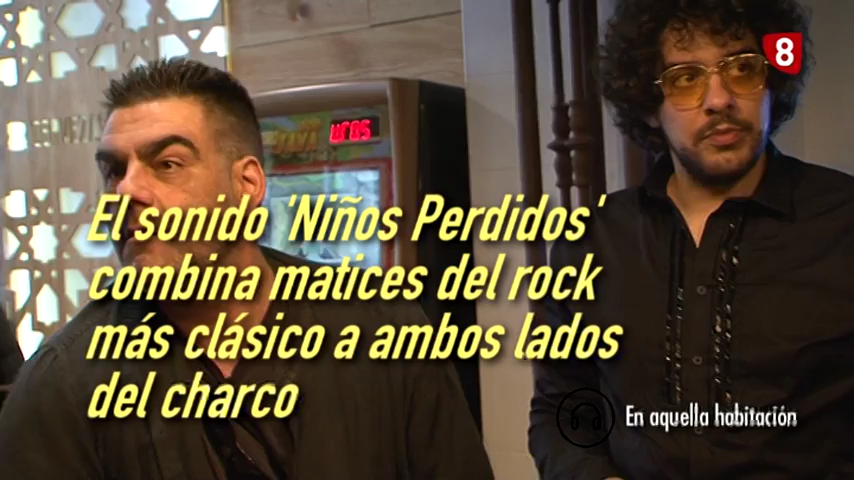 8
El sonido 'Niños Perdidos'
combina matices del rock
más clásico a ambos lados
del charco
En aquella habitación